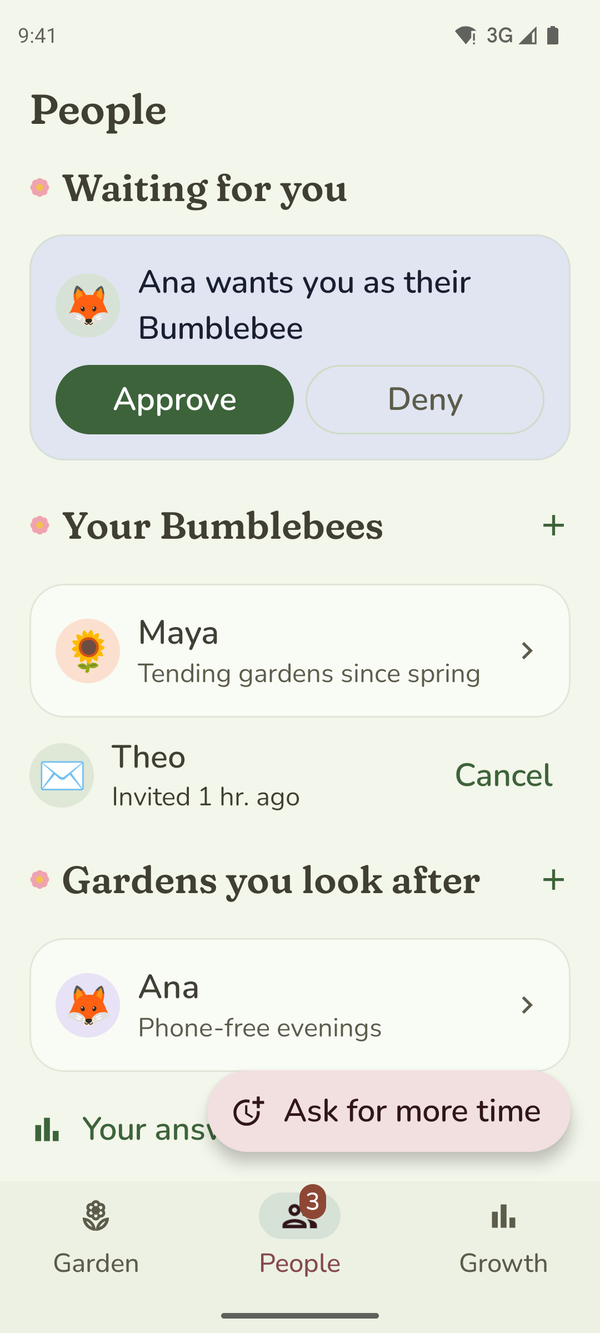 9:41
3G
People
Waiting for you
Ana wants you as their
Bumblebee
Approve
Deny
Your Bumblebees
Maya
Tending gardens since spring
Theo
Invited 1 hr. ago
Cancel
Gardens you look after
Ana
Phone-free evenings
Your
Ask for more time
3
Garden
People
Growth